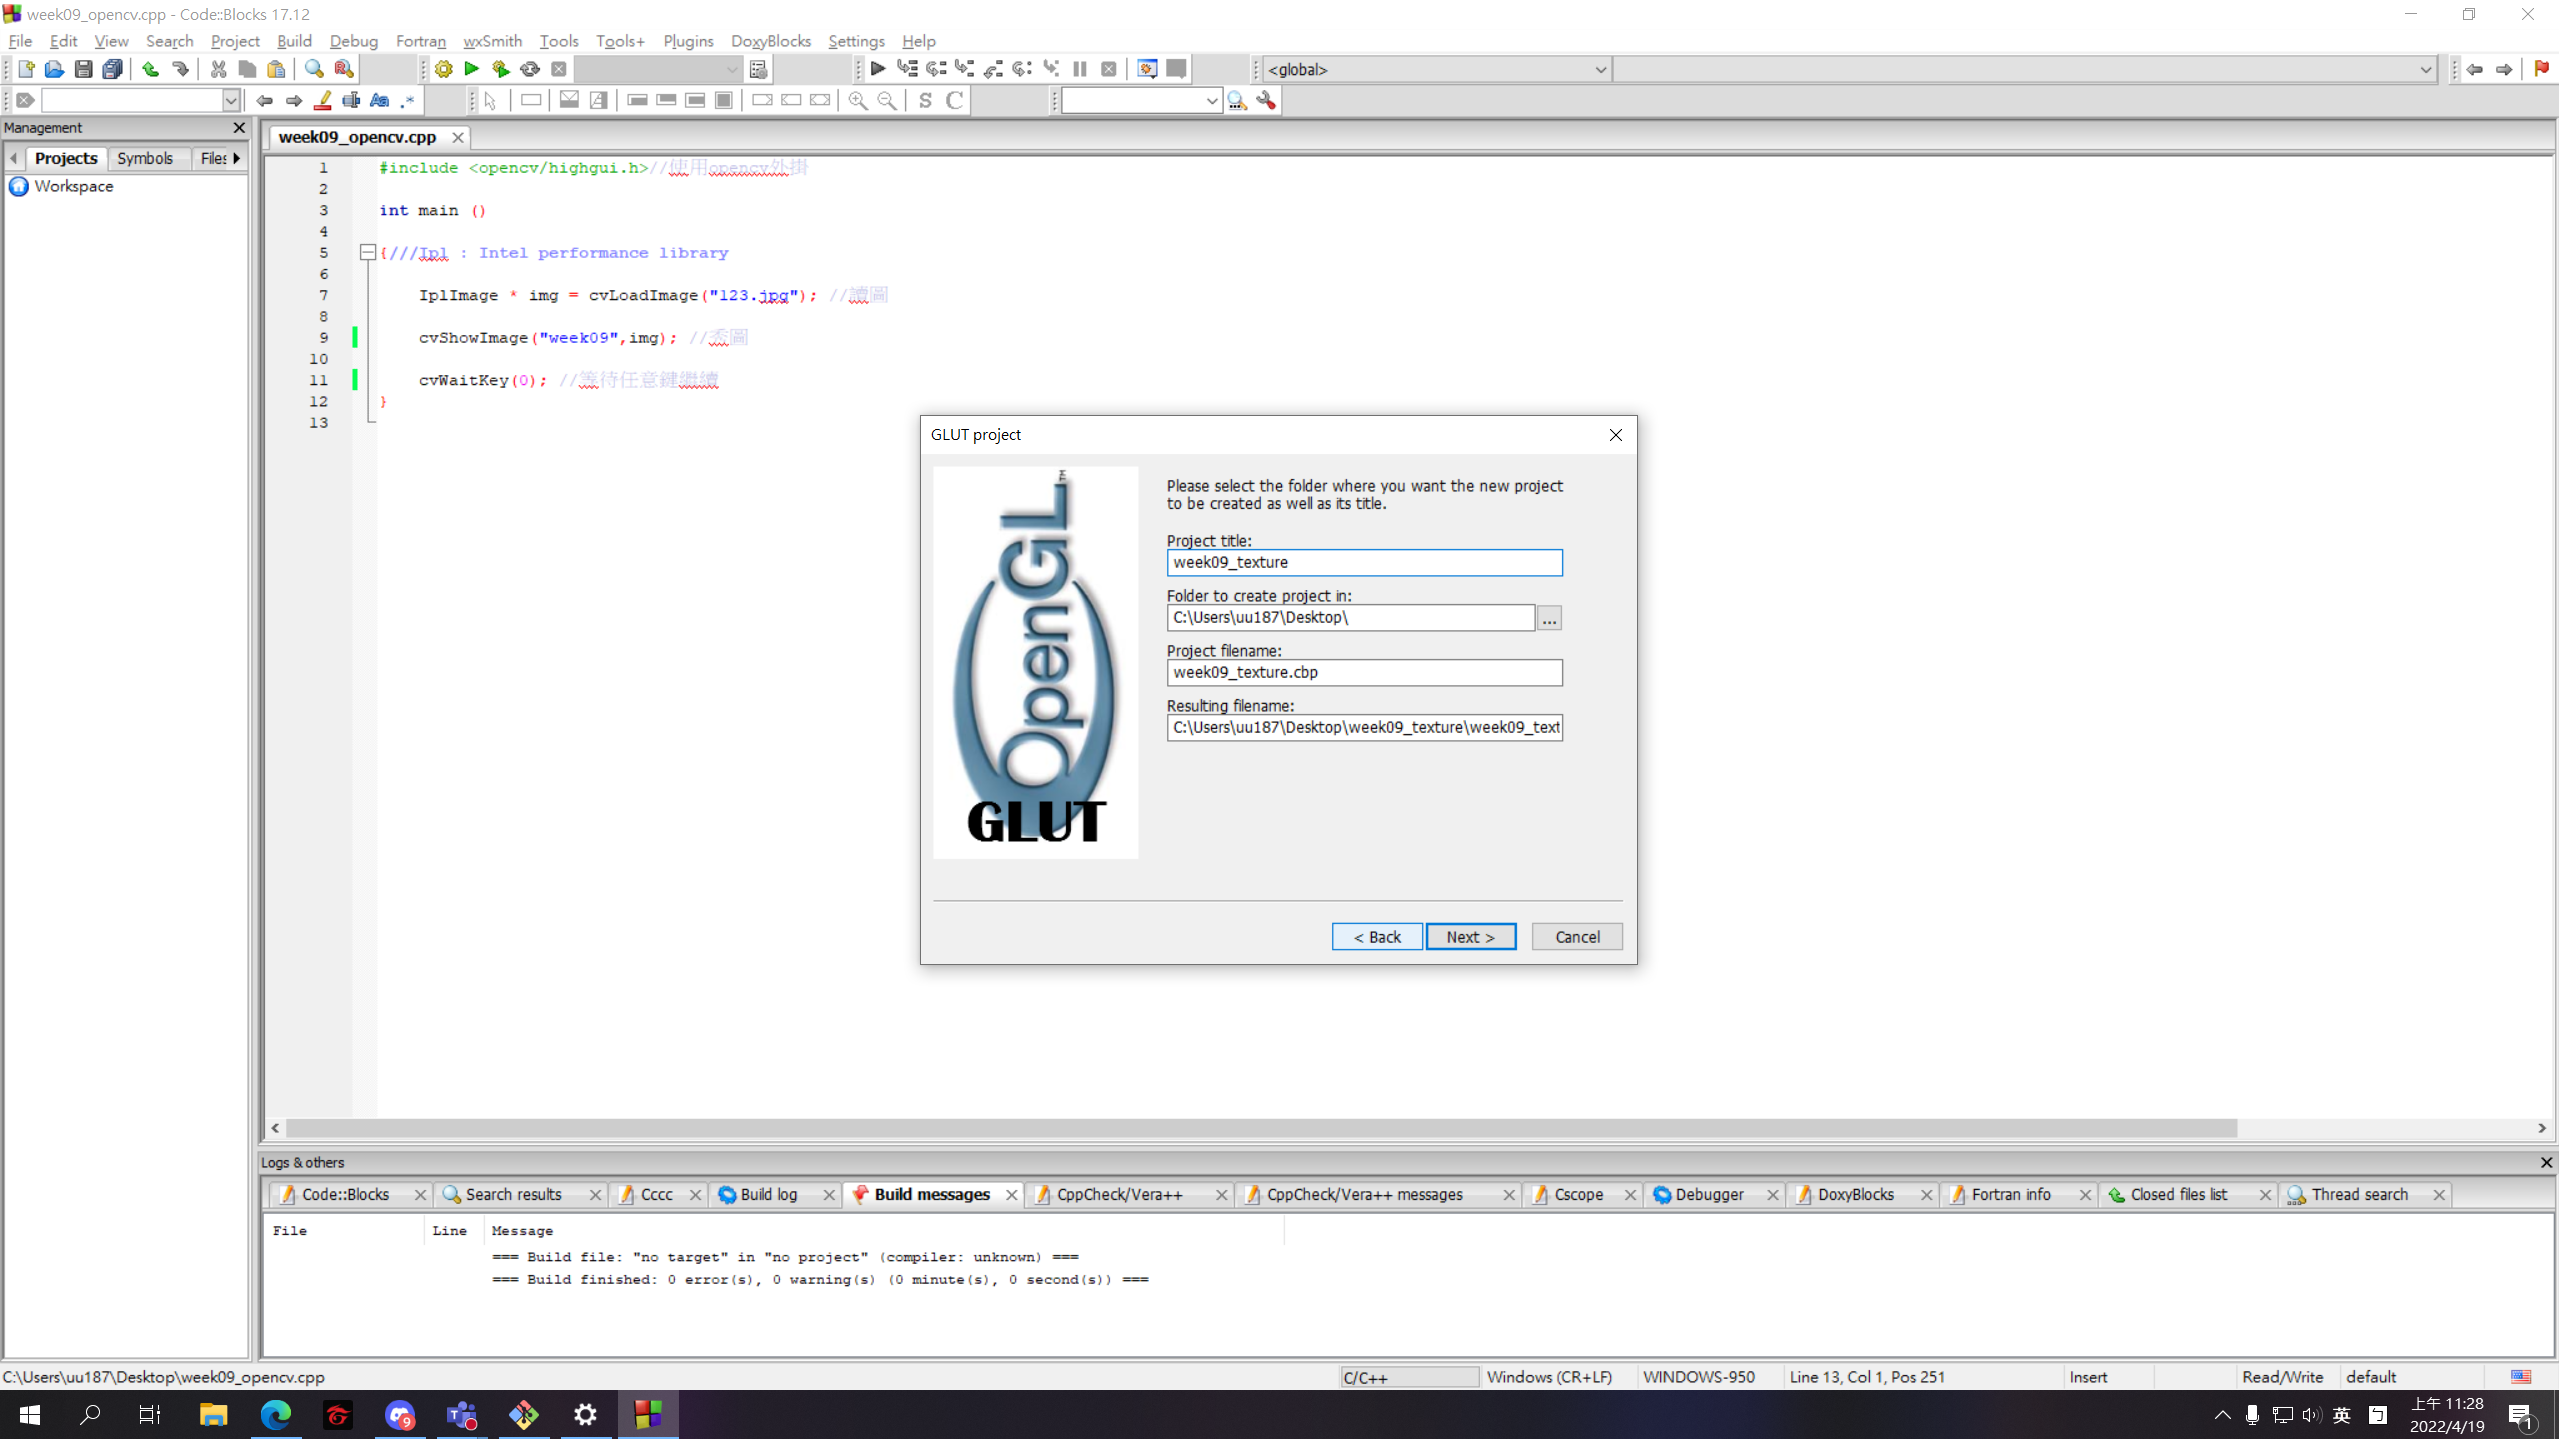 week09_opencv.cpp - Code::Blocks 17.12
File Edit View Search Project Build Debug Fortran wxSmith Tools Tools+ Plugins DoxyBlocks Settings Help
<global>
Management
Projects Symbols Files
Workspace
week09_opencv.cpp
1 #include <opencv/highgui.h>//使用opencv外掛
2
3 int main ()
4
5 {///Ipl : Intel performance library
6
7 IplImage * img = cvLoadImage("123.jpg"); //讀圖
8
9 cvShowImage("week09",img); //秀圖
10
11 cvWaitKey(0); //等待任意鍵繼續
12 }
13
GLUT project
OpenGL™
GLUT
Please select the folder where you want the new project
to be created as well as its title.
Project title:
week09_texture
Folder to create project in:
C:\Users\uu187\Desktop\
...
Project filename:
week09_texture.cbp
Resulting filename:
C:\Users\uu187\Desktop\week09_texture\week09_text
< Back Next > Cancel
Logs & others
Code::Blocks Search results Cccc Build log Build messages CppCheck/Vera++ CppCheck/Vera++ messages Cscope Debugger DoxyBlocks Fortran info Closed files list Thread search
File Line Message
=== Build file: "no target" in "no project" (compiler: unknown) ===
=== Build finished: 0 error(s), 0 warning(s) (0 minute(s), 0 second(s)) ===
C:\Users\uu187\Desktop\week09_opencv.cpp C/C++ Windows (CR+LF) WINDOWS-950 Line 13, Col 1, Pos 251 Insert Read/Write default
9
英
上午 11:28
2022/4/19
1